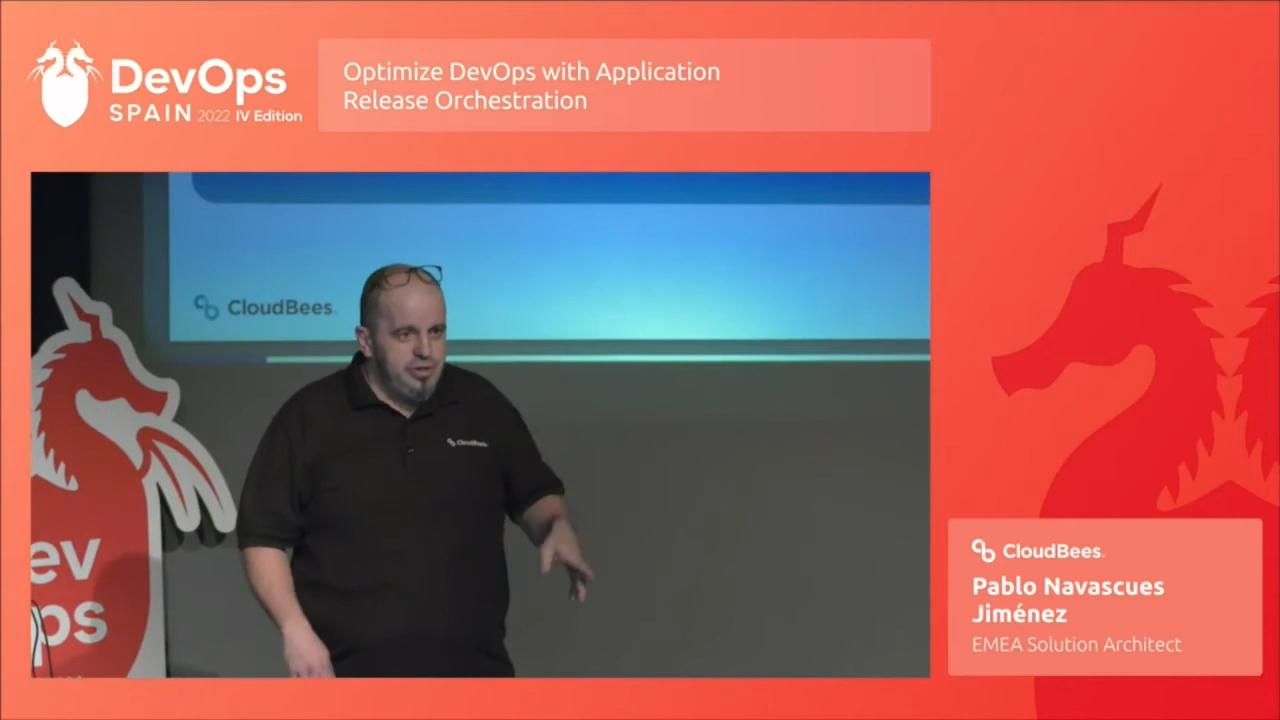 DevOps
SPAIN 2022 IV Edition
Optimize DevOps with Application
Release Orchestration
CloudBees.
CloudBees.
ev
ps
CloudBees.
Pablo Navascues
Jiménez
EMEA Solution Architect